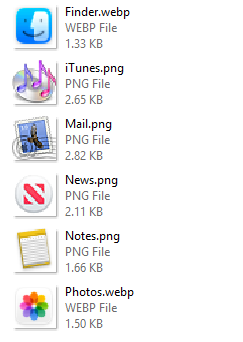 Finder.webp
WEBP File
1.33 KB
iTunes.png
PNG File
2.65 KB
Mail.png
PNG File
2.82 KB
News.png
PNG File
2.11 KB
Notes.png
PNG File
1.66 KB
Photos.webp
WEBP File
1.50 KB